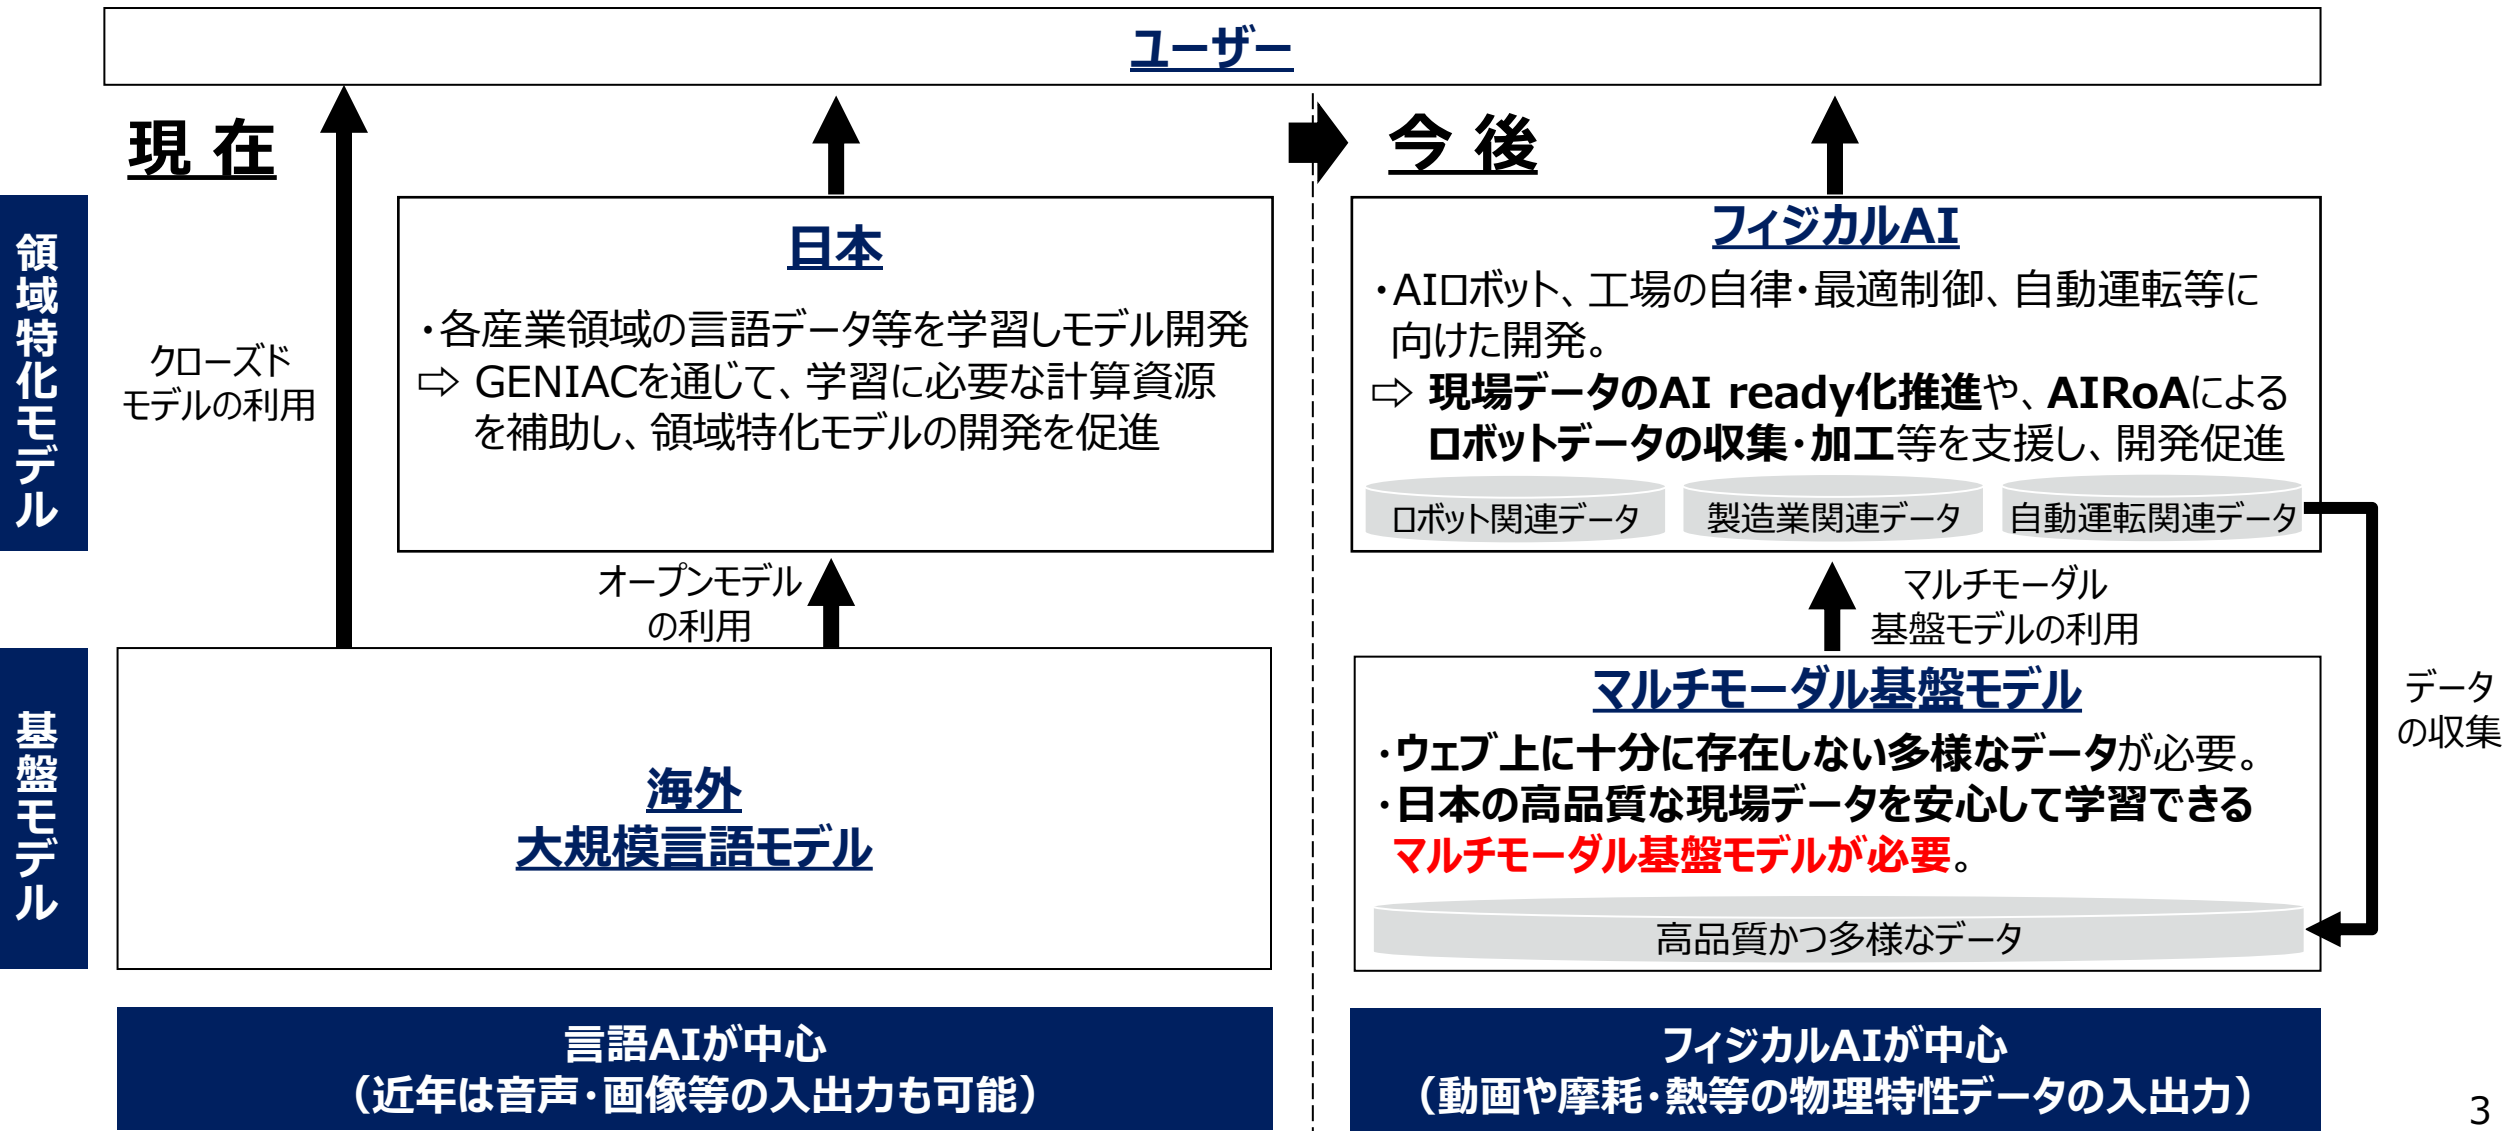 ユーザー
現 在
領域特化モデル
クローズド
モデルの利用
日本
・各産業領域の言語データ等を学習しモデル開発
⇨ GENIACを通じて、学習に必要な計算資源
を補助し、領域特化モデルの開発を促進
オープンモデル
の利用
基盤モデル
海外
大規模言語モデル
言語AIが中心
（近年は音声・画像等の入出力も可能）
今 後
フィジカルAI
・AIロボット、工場の自律・最適制御、自動運転等に
向けた開発。
⇨ 現場データのAI ready化推進や、AIRoAによる
ロボットデータの収集・加工等を支援し、開発促進
ロボット関連データ
製造業関連データ
自動運転関連データ
マルチモーダル
基盤モデルの利用
データ
の収集
マルチモーダル基盤モデル
・ウェブ上に十分に存在しない多様なデータが必要。
・日本の高品質な現場データを安心して学習できる
マルチモーダル基盤モデルが必要。
高品質かつ多様なデータ
フィジカルAIが中心
（動画や摩耗・熱等の物理特性データの入出力）
3